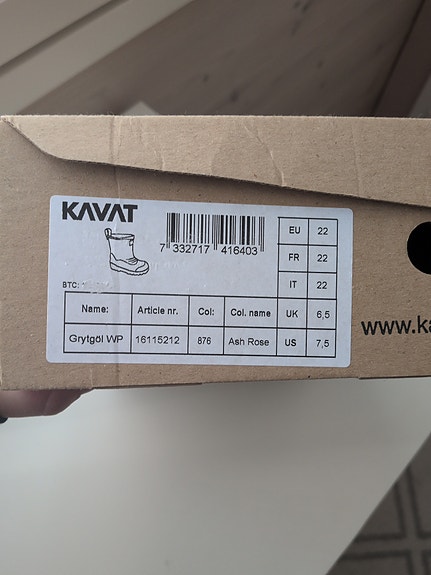 KAVAT
7 332717 416403
EU 22
FR 22
IT 22
BTC:
Name: Article nr. Col: Col. name UK 6,5
Grytgöl WP 16115212 876 Ash Rose US 7,5
www.ka